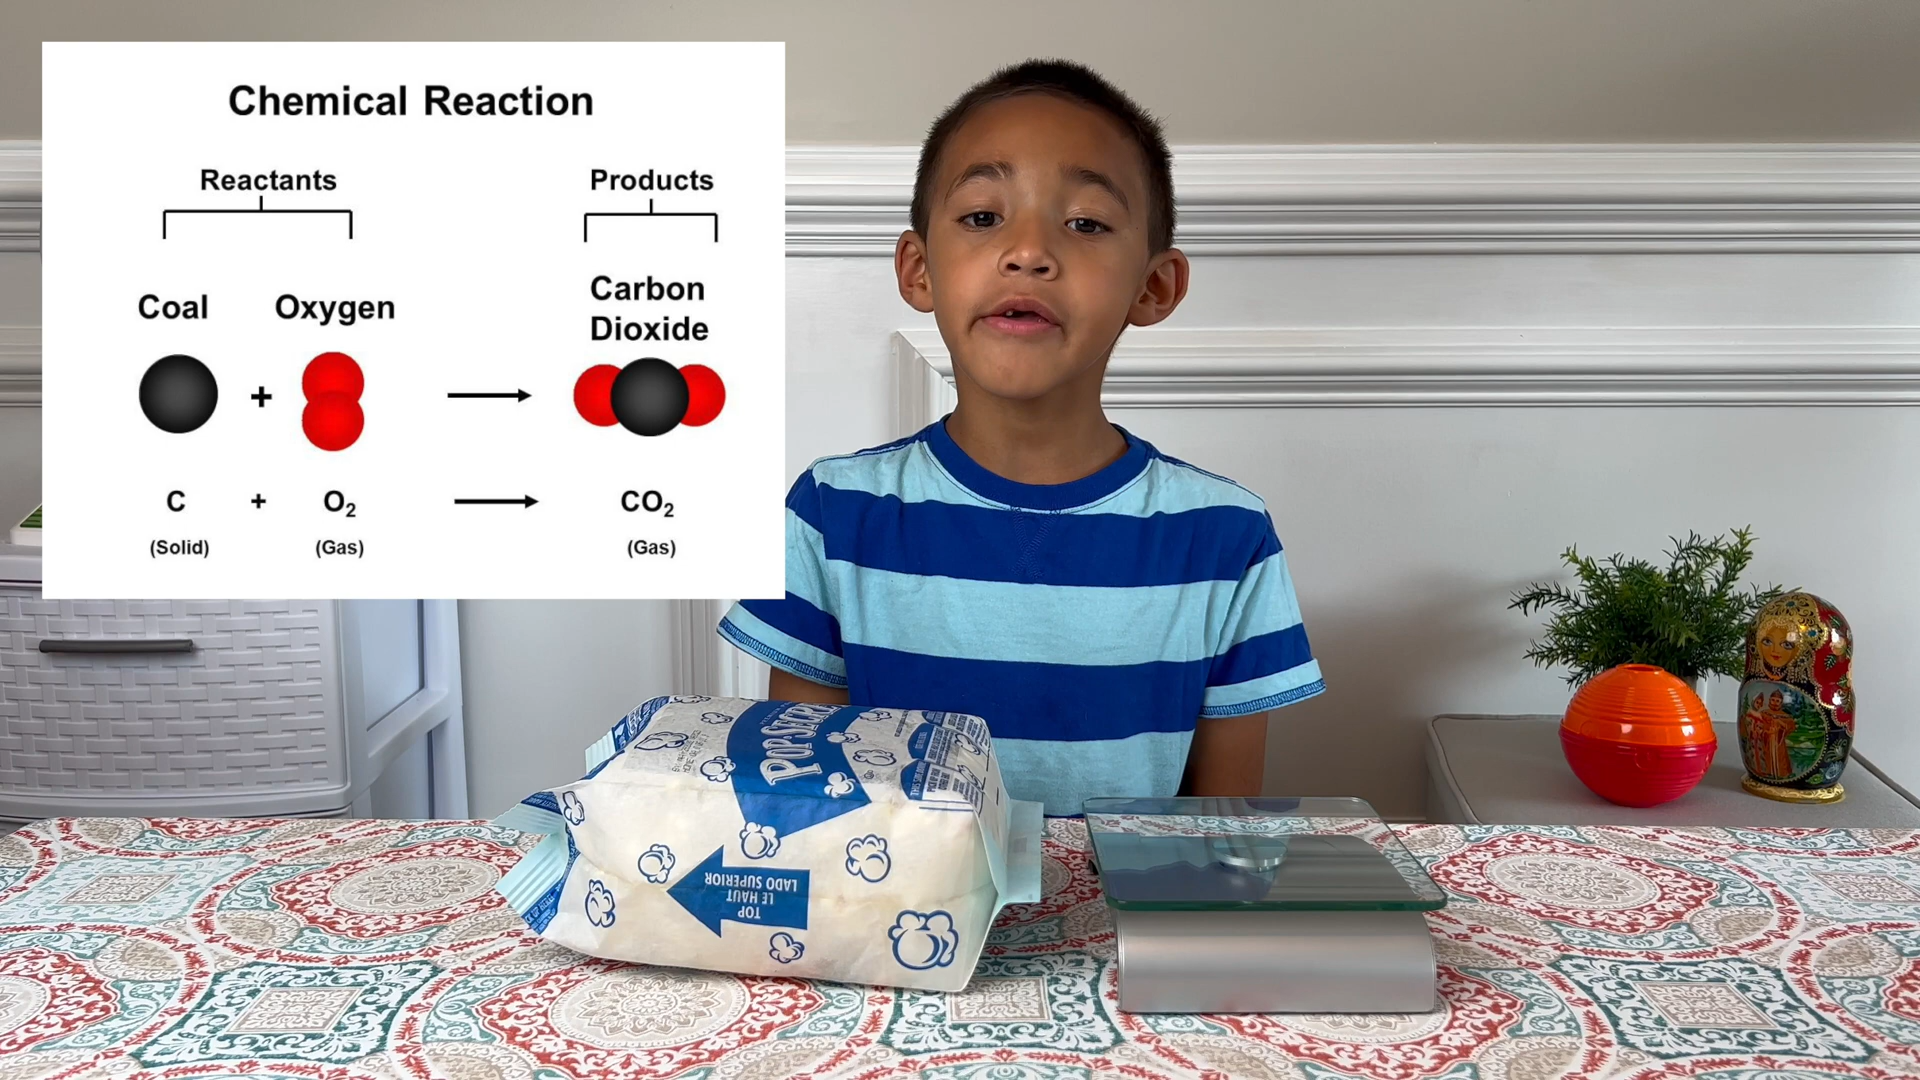 Chemical Reaction
Reactants
Products
Coal
Oxygen
Carbon
Dioxide
+
C + O₂ CO₂
(Solid) (Gas) (Gas)
POP·SECRET
TOP
LE HAUT
LADO SUPERIOR